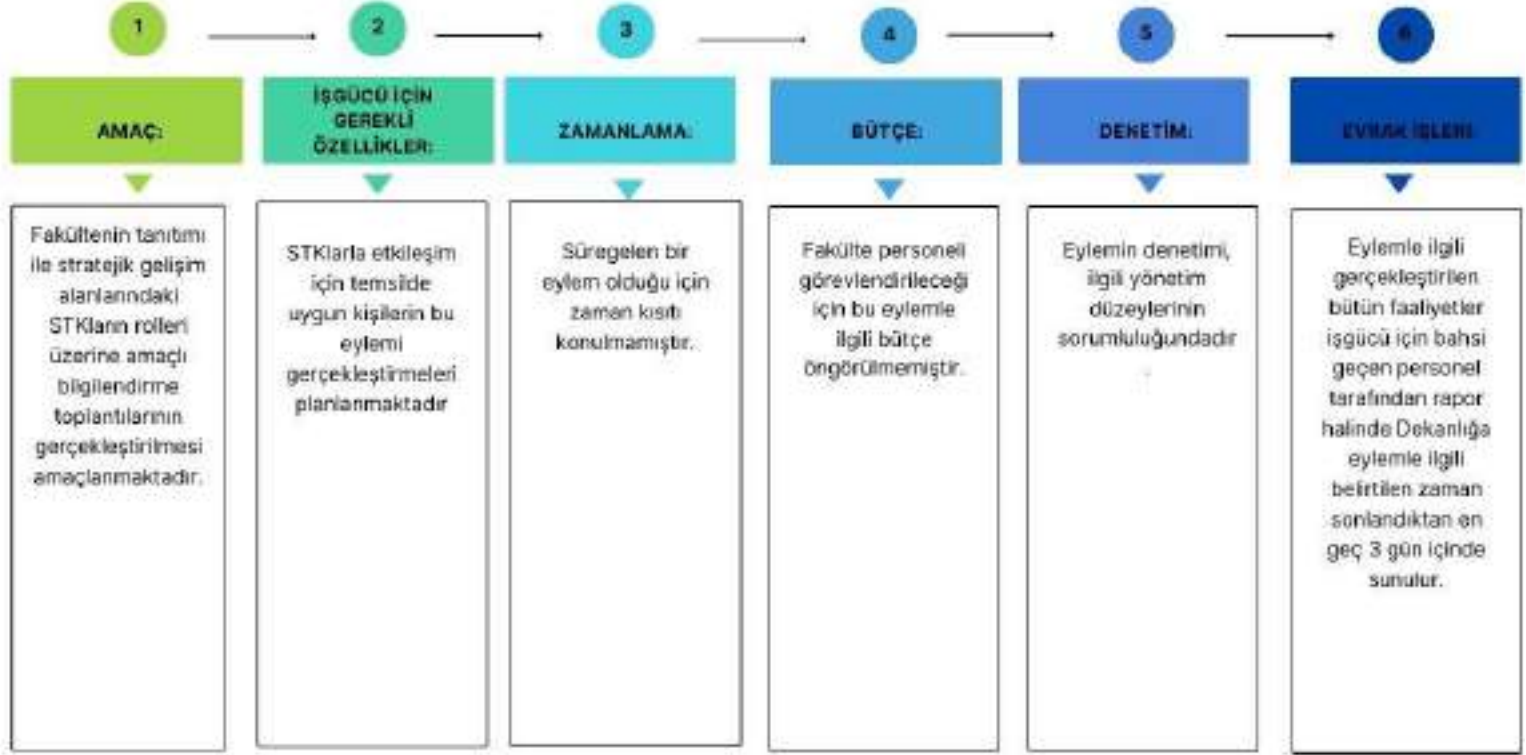 1
2
3
4
5
6
AMAÇ:
İŞGÜCÜ İÇİN
GEREKLİ
ÖZELLİKLER:
ZAMANLAMA:
BÜTÇE:
DENETİM:
EVRAK İŞLERİ:
Fakültenin tanıtımı
ile stratejik gelişim
alanlarındaki
STKların rolleri
üzerine amaçlı
bilgilendirme
toplantılarının
gerçekleştirilmesi
amaçlanmaktadır.
STKlarla etkileşim
için temsilde
uygun kişilerin bu
eylemi
gerçekleştirmeleri
planlanmaktadır
Süregelen bir
eylem olduğu için
zaman kısıtı
konulmamıştır.
Fakülte personeli
görevlendirileceği
için bu eylemle
ilgili bütçe
öngörülmemiştir.
Eylemin denetimi,
ilgili yönetim
düzeylerinin
sorumluluğundadır
.
Eylemle ilgili
gerçekleştirilen
bütün faaliyetler
işgücü için bahsi
geçen personel
tarafından rapor
halinde Dekanlığa
eylemle ilgili
belirtilen zaman
sonlandıktan en
geç 3 gün içinde
sunulur.